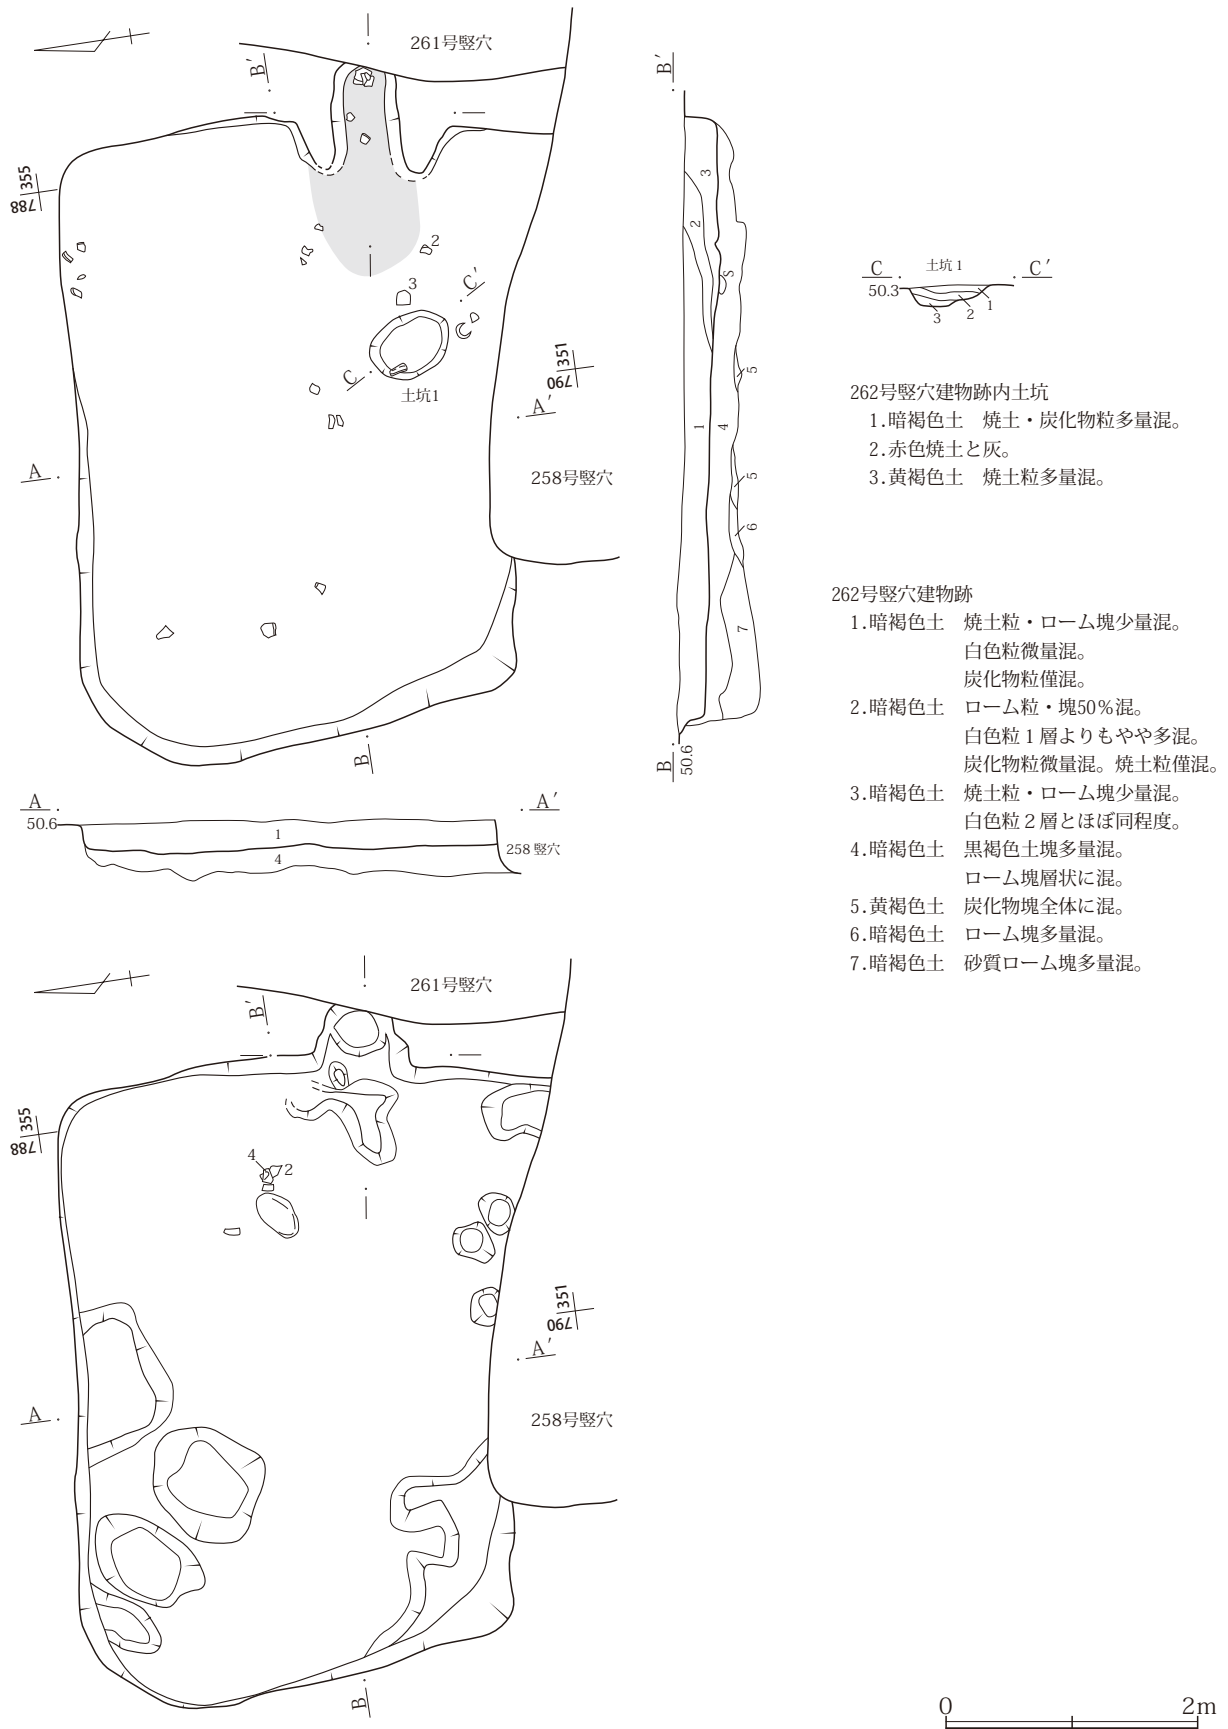 261号竪穴
B′
B′
355
788
2
3
C′
C
土坑1
351
790
A′
A
258号竪穴
B
3
2
S
5
1
4
5
6
7
B
50.6
C
土坑 1
C′
50.3
1
2
3
262号竪穴建物跡内土坑
1.暗褐色土　焼土・炭化物粒多量混。
2.赤色焼土と灰。
3.黄褐色土　焼土粒多量混。
262号竪穴建物跡
1.暗褐色土　焼土粒・ローム塊少量混。
白色粒微量混。
炭化物粒僅混。
2.暗褐色土　ローム粒・塊50％混。
白色粒１層よりもやや多混。
炭化物粒微量混。焼土粒僅混。
3.暗褐色土　焼土粒・ローム塊少量混。
白色粒２層とほぼ同程度。
4.暗褐色土　黒褐色土塊多量混。
ローム塊層状に混。
5.黄褐色土　炭化物塊全体に混。
6.暗褐色土　ローム塊多量混。
7.暗褐色土　砂質ローム塊多量混。
A
A′
50.6
1
4
258 竪穴
261号竪穴
B′
355
788
4
2
351
790
A′
A
258号竪穴
B
0
2m